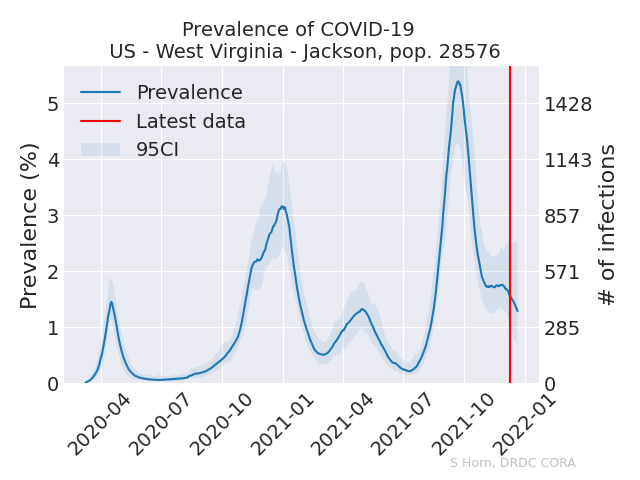 Prevalence of COVID-19
US - West Virginia - Jackson, pop. 28576
Prevalence
Latest data
95CI
Prevalence (%)
5
4
3
2
1
0
1428
1143
857
571
285
0
# of infections
2020-04
2020-07
2020-10
2021-01
2021-04
2021-07
2021-10
2022-01
S Horn, DRDC CORA